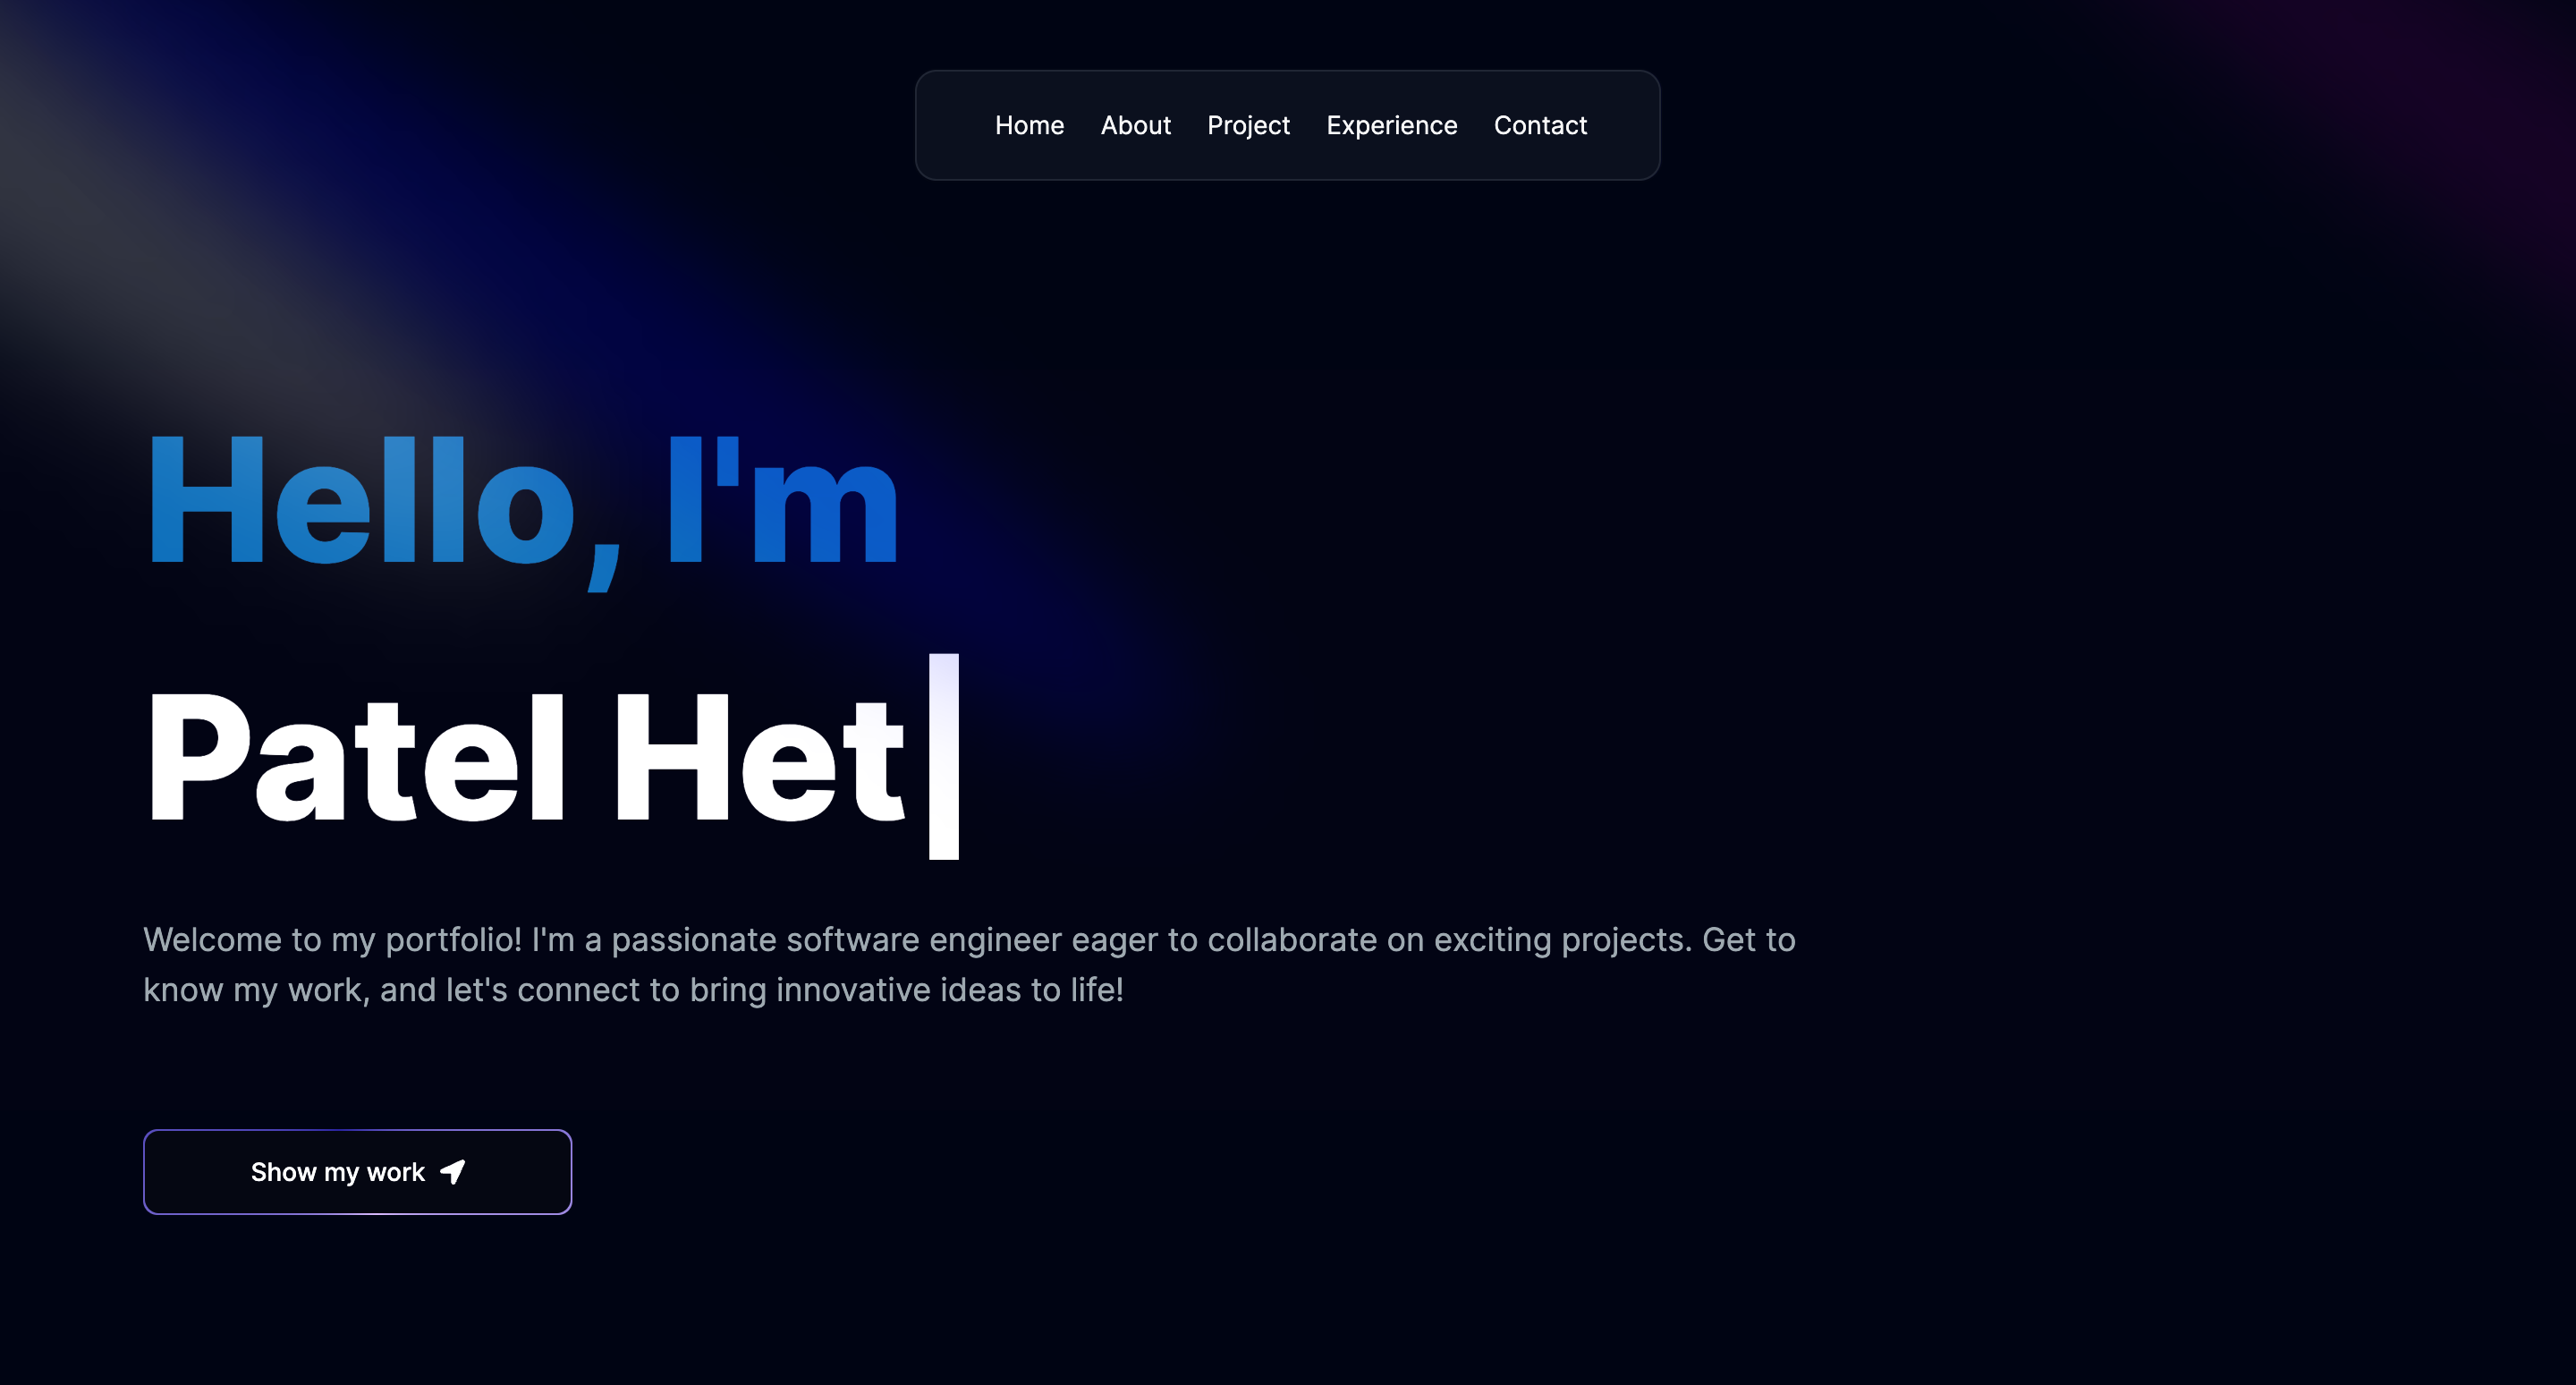 Home About Project Experience Contact
Hello, I'm
Patel Het
Welcome to my portfolio! I'm a passionate software engineer eager to collaborate on exciting projects. Get to
know my work, and let's connect to bring innovative ideas to life!
Show my work